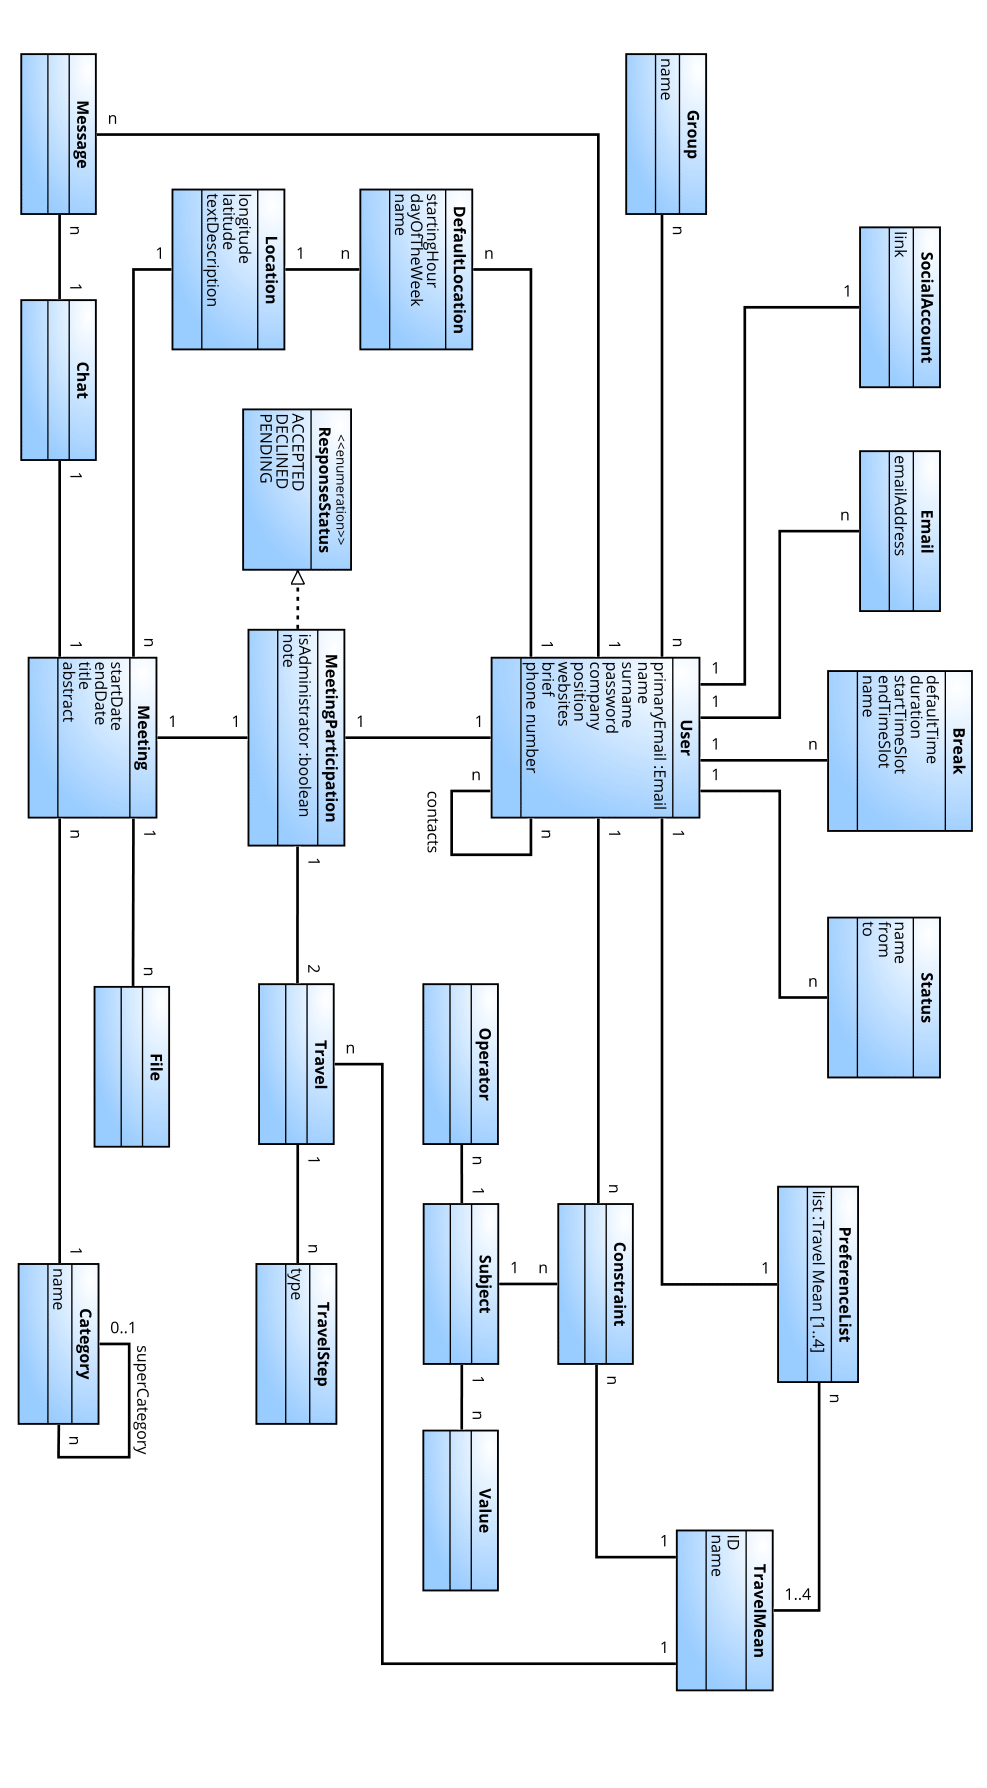 SocialAccount
link
Email
emailAddress
Break
defaultTime
duration
startTimeSlot
endTimeSlot
name
Status
name
from
to
PreferenceList
list :Travel Mean [1..4]
1
n
n
n
1
n
Group
name
n
n
1
1
1
1
User
primaryEmail :Email
name
surname
password
company
position
websites
brief
phone number
1
1
1
1
1
n
n
contacts
TravelMean
ID
name
1..4
1
1
DefaultLocation
startingHour
dayOfTheWeek
name
n
n
Constraint
n
n
n
Operator
n
1
Subject
1
1
n
Value
Location
longitude
latitude
textDescription
1
1
<<enumeration>>
ResponseStatus
ACCEPTED
DECLINED
PENDING
MeetingParticipation
isAdministrator :boolean
note
1
1
1
2
Travel
n
1
n
TravelStep
type
Message
n
n
1
Chat
1
1
n
Meeting
startDate
endDate
title
abstract
1
1
n
n
File
1
Category
name
0..1
n
superCategory